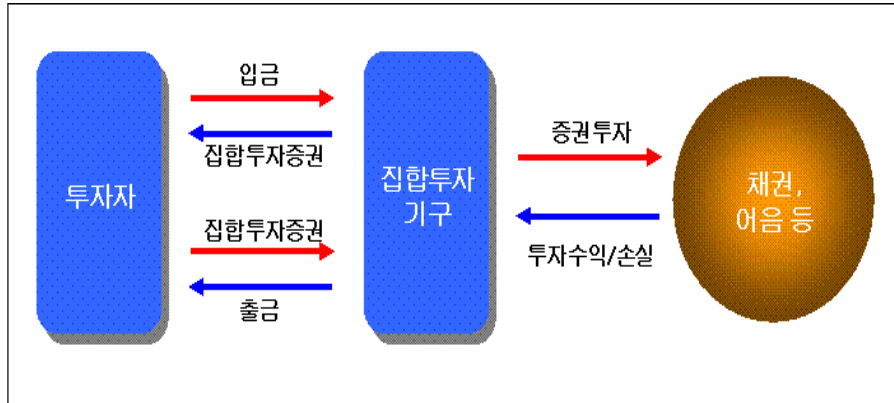 투자자
입금
집합투자증권
집합투자증권
출금
집합투자
기구
증권투자
투자수익/손실
채권,
어음 등